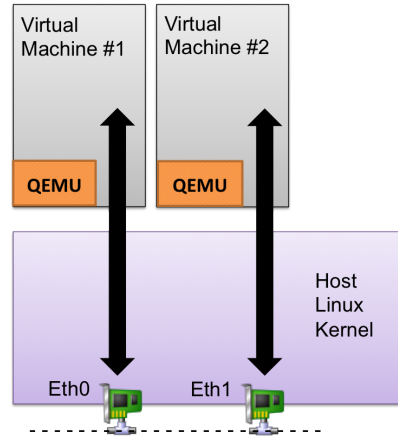 Virtual
Machine #1
Virtual
Machine #2
QEMU
QEMU
Host
Linux
Kernel
Eth0
Eth1